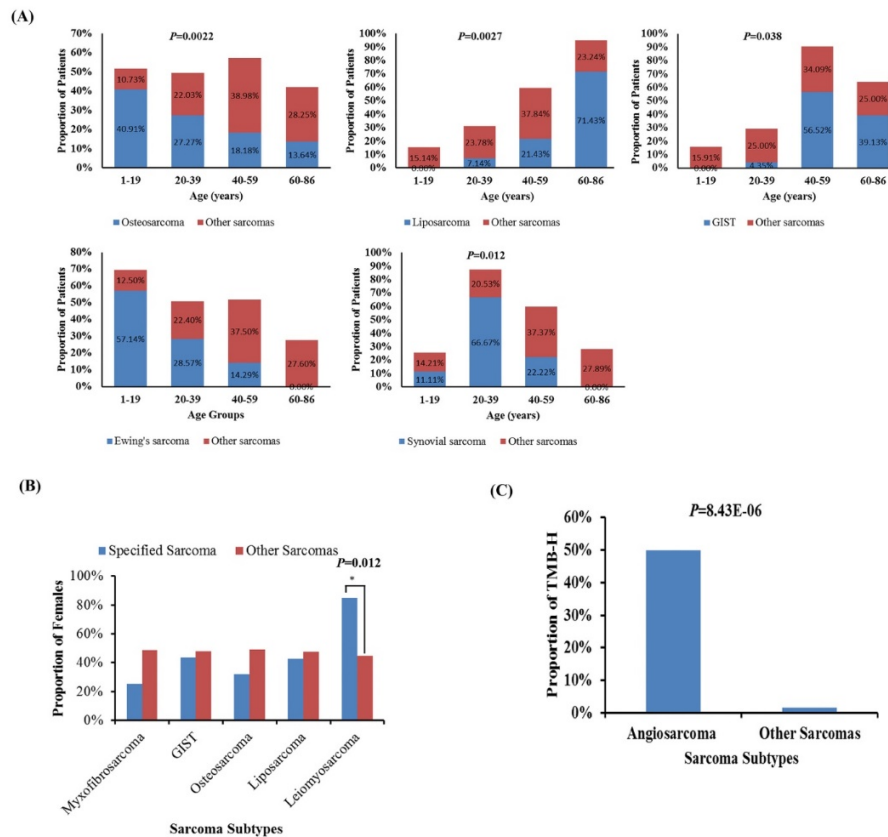 (A)
P=0.0022
Proportion of Patients
70%
60%
50%
40%
30%
20%
10%
0%
10.73%
22.03%
38.98%
28.25%
40.91%
27.27%
18.18%
13.64%
1-19 20-39 40-59 60-86
Age (years)
Osteosarcoma Other sarcomas
P=0.0027
Proportion of Patients
100%
90%
80%
70%
60%
50%
40%
30%
20%
10%
0%
15.14%
23.78%
37.84%
23.24%
0.00%
7.14%
21.43%
71.43%
1-19 20-39 40-59 60-86
Age (years)
Liposarcoma Other sarcomas
P=0.038
Proportion of Patients
100%
90%
80%
70%
60%
50%
40%
30%
20%
10%
0%
15.91%
25.00%
34.09%
25.00%
0.00%
4.35%
56.52%
39.13%
1-19 20-39 40-59 60-86
Age (years)
GIST Other sarcomas
Proporion of Patients
80%
70%
60%
50%
40%
30%
20%
10%
0%
12.50%
22.40%
37.50%
27.60%
57.14%
28.57%
14.29%
0.00%
1-19 20-39 40-59 60-86
Age Groups
Ewing's sarcoma Other sarcomas
P=0.012
Proprotion of Patients
100%
90%
80%
70%
60%
50%
40%
30%
20%
10%
0%
14.21%
20.53%
37.37%
27.89%
11.11%
66.67%
22.22%
0.00%
1-19 20-39 40-59 60-86
Age (years)
Synovial sarcoma Other sarcomas
(B)
Specified Sarcoma Other Sarcomas
P=0.012
*
Proportion of Females
100%
80%
60%
40%
20%
0%
Myxofibrosarcoma
GIST
Osteosarcoma
Liposarcoma
Leiomyosarcoma
Sarcoma Subtypes
(C)
P=8.43E-06
Proportion of TMB-H
60%
50%
40%
30%
20%
10%
0%
Angiosarcoma Other Sarcomas
Sarcoma Subtypes